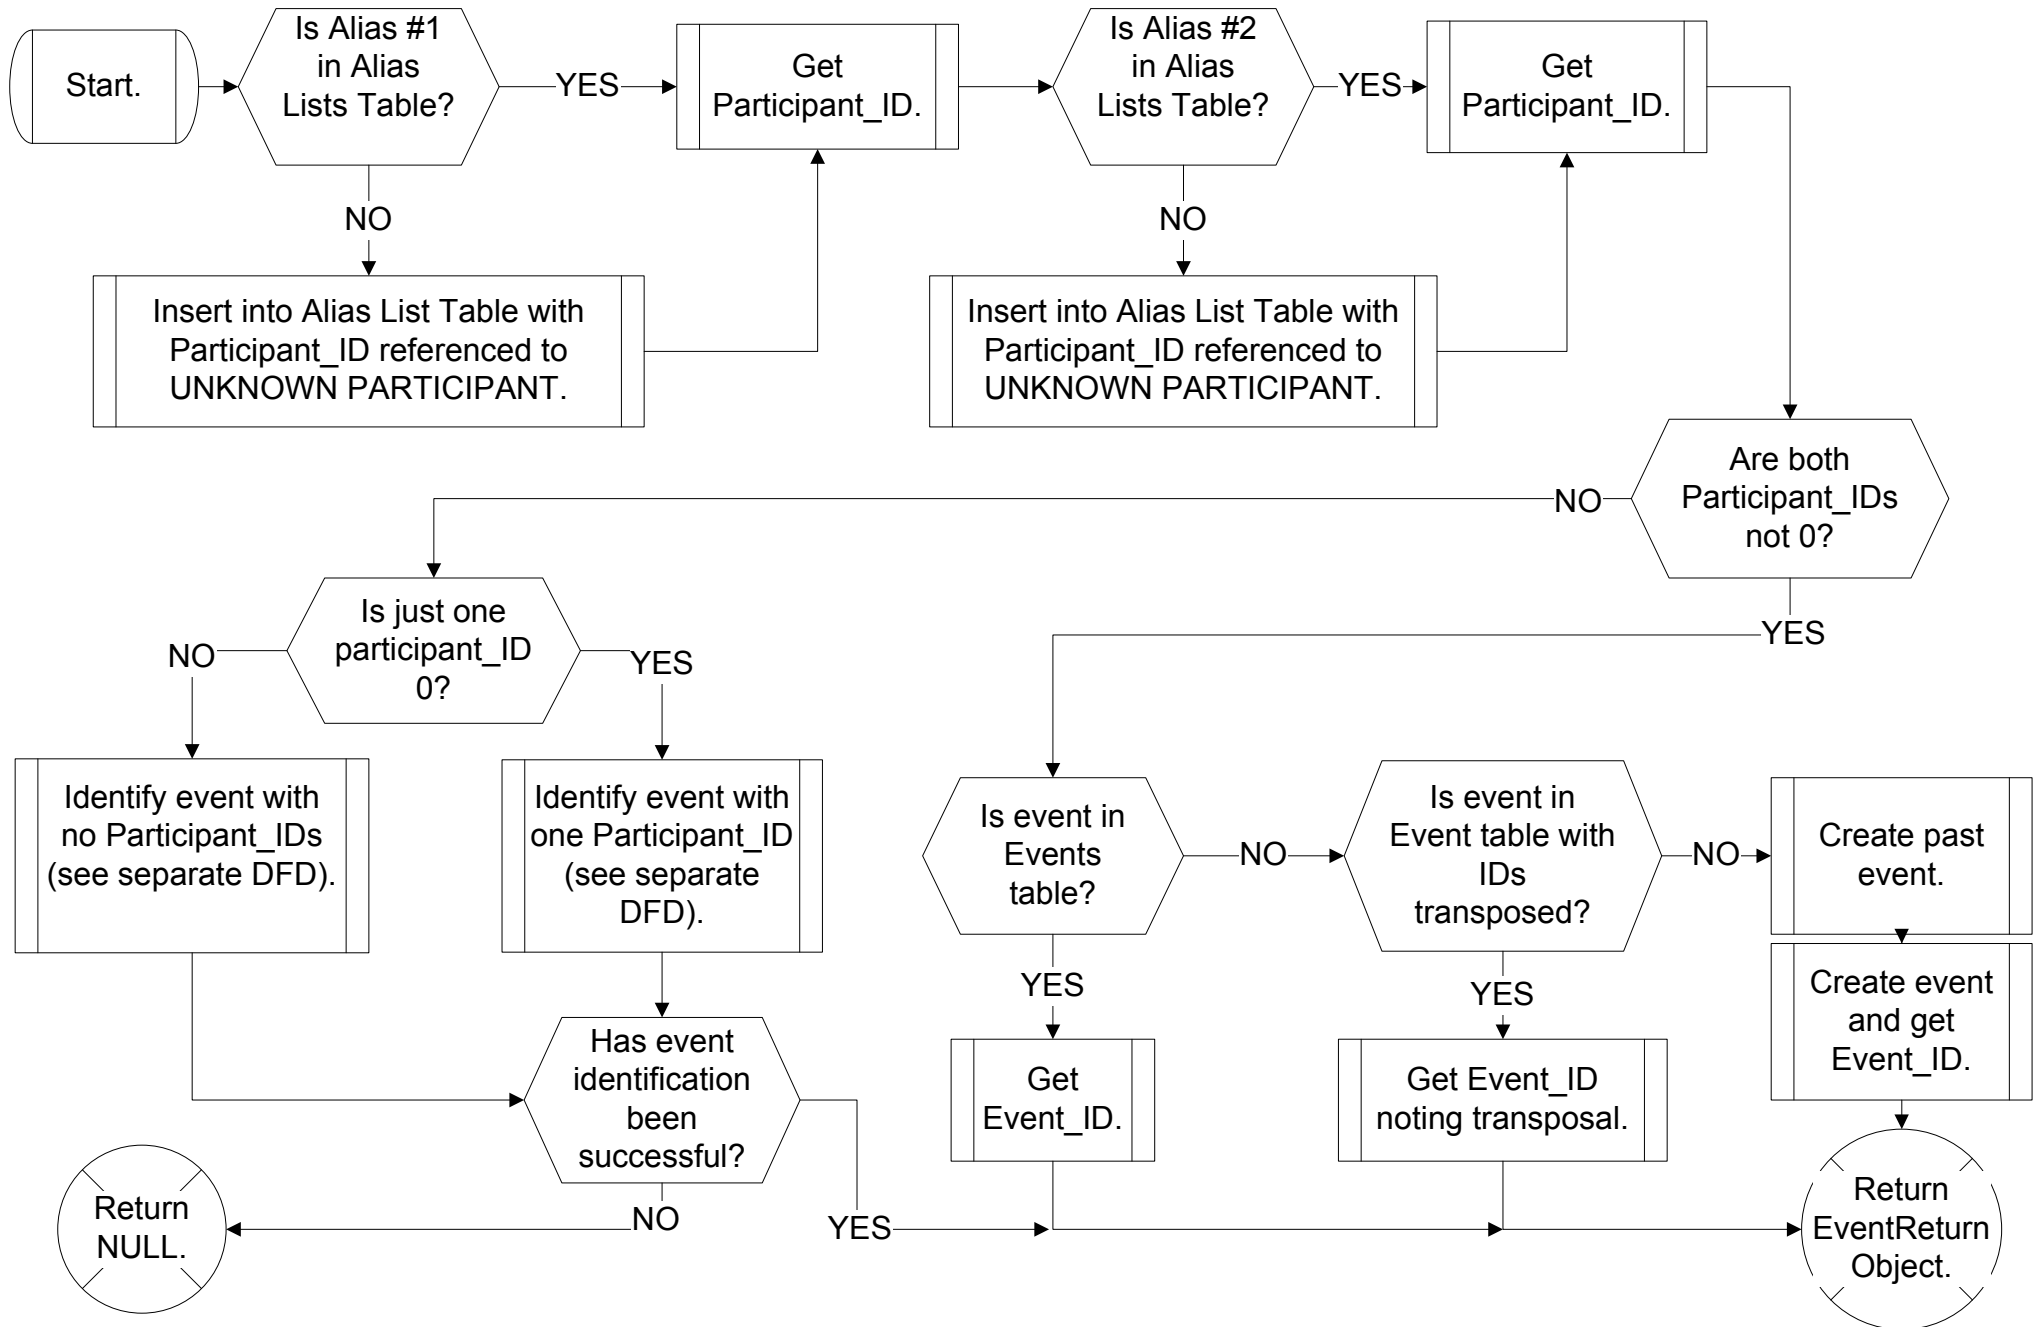 Start.
Is Alias #1
in Alias
Lists Table?
YES
Get
Participant_ID.
Is Alias #2
in Alias
Lists Table?
YES
Get
Participant_ID.
NO
NO
Insert into Alias List Table with
Participant_ID referenced to
UNKNOWN PARTICIPANT.
Insert into Alias List Table with
Participant_ID referenced to
UNKNOWN PARTICIPANT.
Are both
Participant_IDs
not 0?
NO
YES
Is just one
participant_ID
0?
NO
YES
Identify event with
no Participant_IDs
(see separate DFD).
Identify event with
one Participant_ID
(see separate
DFD).
Is event in
Events
table?
NO
Is event in
Event table with
IDs
transposed?
NO
Create past
event.
YES
YES
Create event
and get
Event_ID.
Has event
identification
been
successful?
Get
Event_ID.
Get Event_ID
noting transposal.
Return
NULL.
NO
YES
Return
EventReturn
Object.